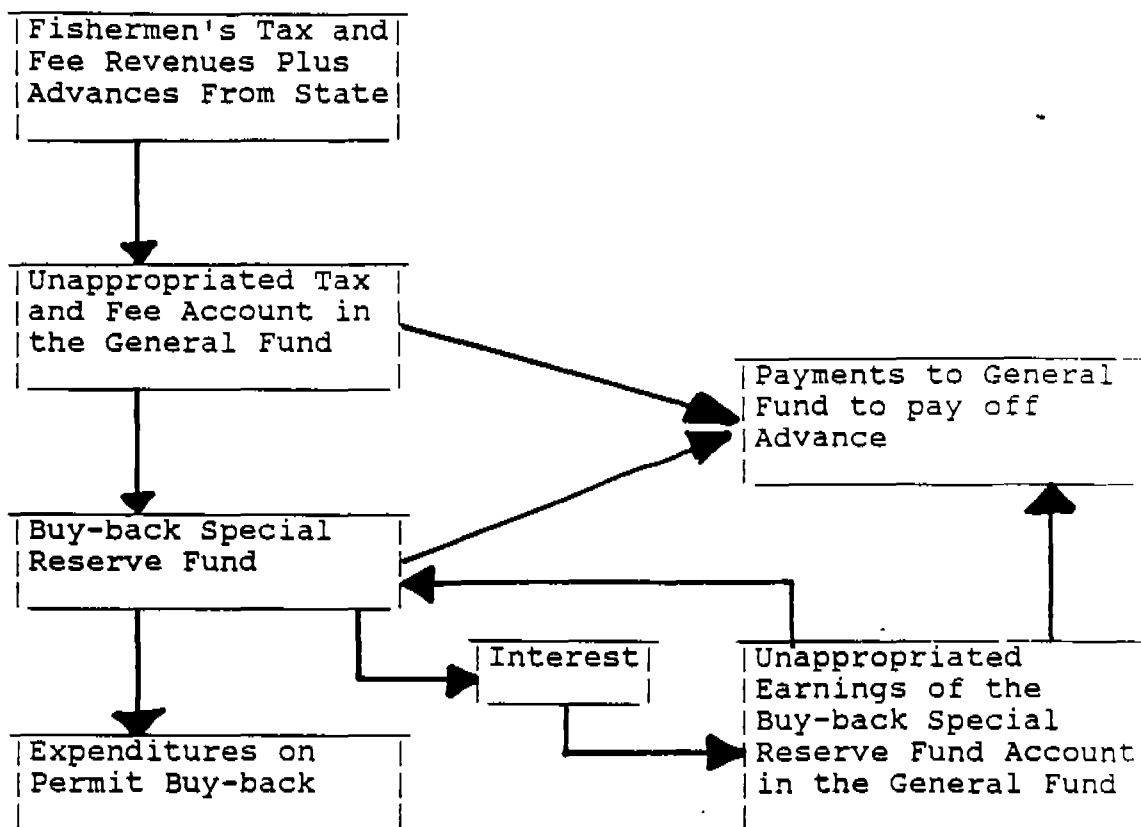 Fishermen's Tax and
Fee Revenues Plus
Advances From State
Unappropriated Tax
and Fee Account in
the General Fund
Payments to General
Fund to pay off
Advance
Buy-back Special
Reserve Fund
Interest
Unappropriated
Earnings of the
Buy-back Special
Reserve Fund Account
in the General Fund
Expenditures on
Permit Buy-back